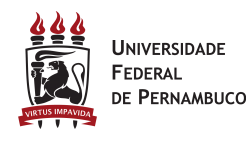 UNIVERSIDADE
FEDERAL
DE PERNAMBUCO
VIRTUS IMPAVIDA